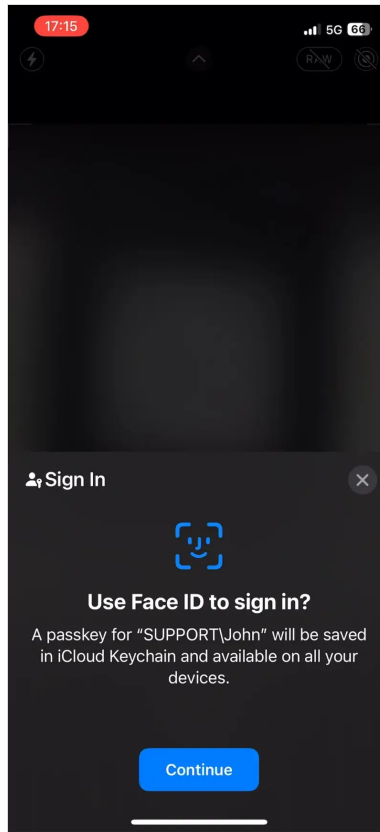 17:15
5G 66
RAW
Sign In
Use Face ID to sign in?
A passkey for “SUPPORT\John” will be saved
in iCloud Keychain and available on all your
devices.
Continue